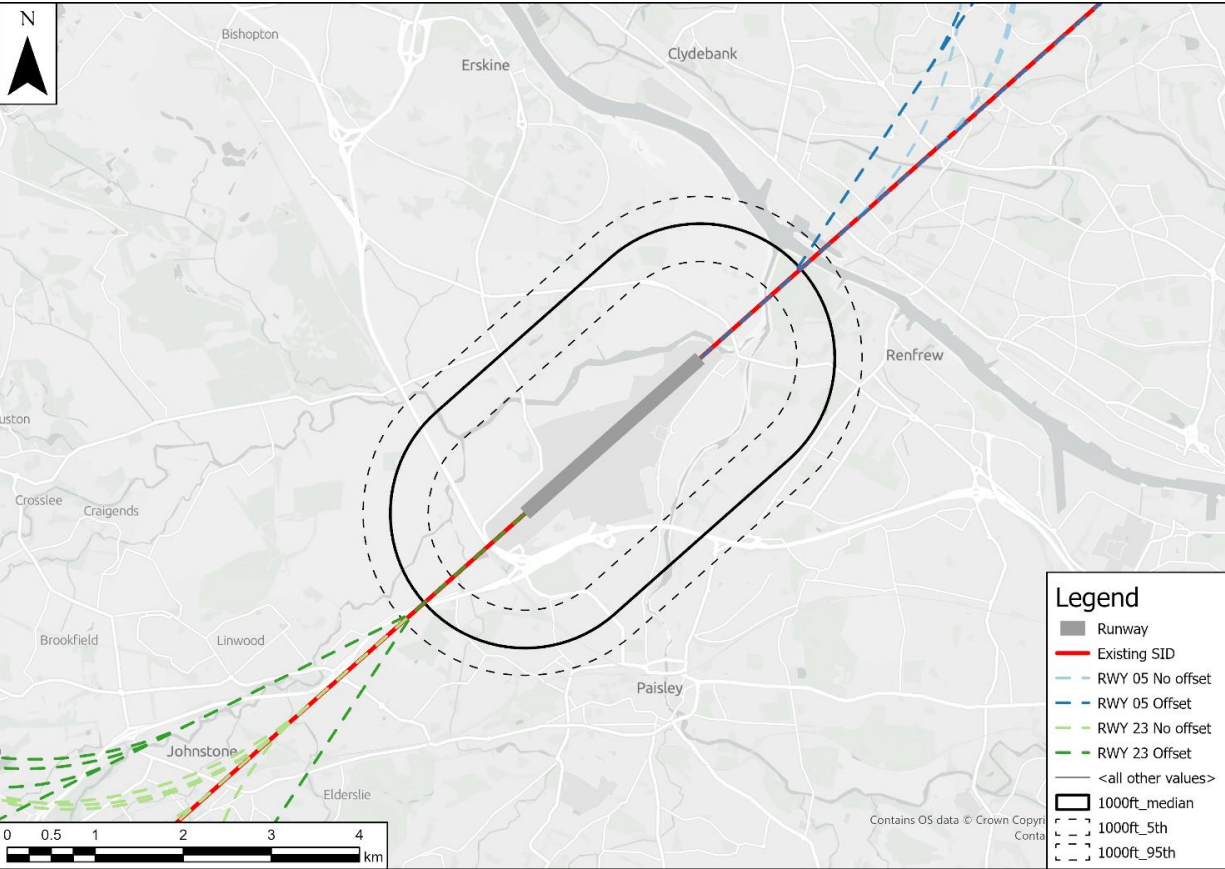 N
Bishopton
Clydebank
Erskine
Renfrew
uston
Crosslee
Craigends
Brookfield
Linwood
Paisley
Johnstone
Elderslie
Legend
Runway
Existing SID
RWY 05 No offset
RWY 05 Offset
RWY 23 No offset
RWY 23 Offset
<all other values>
1000ft_median
1000ft_5th
1000ft_95th
Contains OS data © Crown Copyri
Conta
0 0.5 1 2 3 4
km